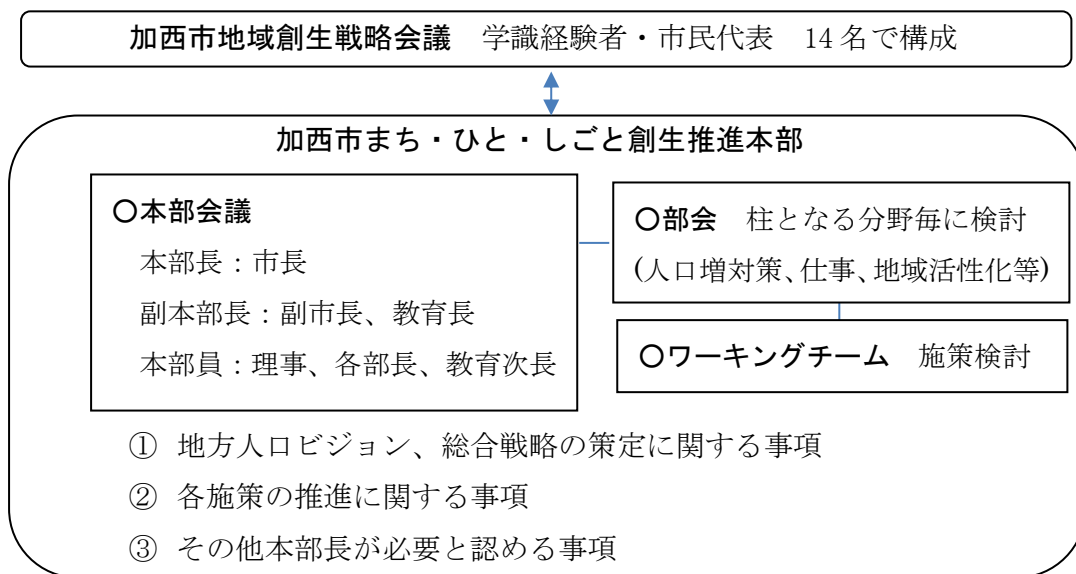 加西市地域創生戦略会議　学識経験者・市民代表　14名で構成
加西市まち・ひと・しごと創生推進本部
〇本部会議
本部長：市長
副本部長：副市長、教育長
本部員：理事、各部長、教育次長
〇部会　柱となる分野毎に検討
(人口増対策、仕事、地域活性化等)
〇ワーキングチーム　施策検討
① 地方人口ビジョン、総合戦略の策定に関する事項
② 各施策の推進に関する事項
③ その他本部長が必要と認める事項